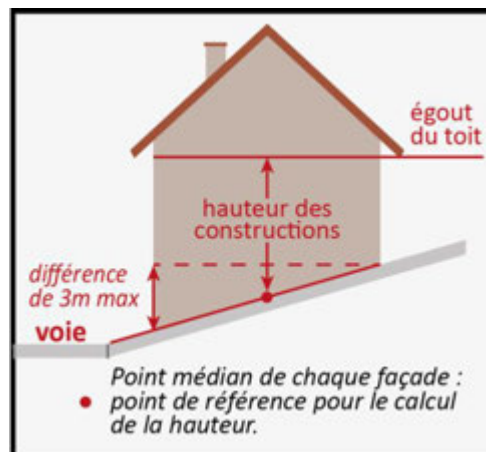 égout
du toit
hauteur des
constructions
différence
de 3m max
voie
Point médian de chaque façade :
point de référence pour le calcul
de la hauteur.